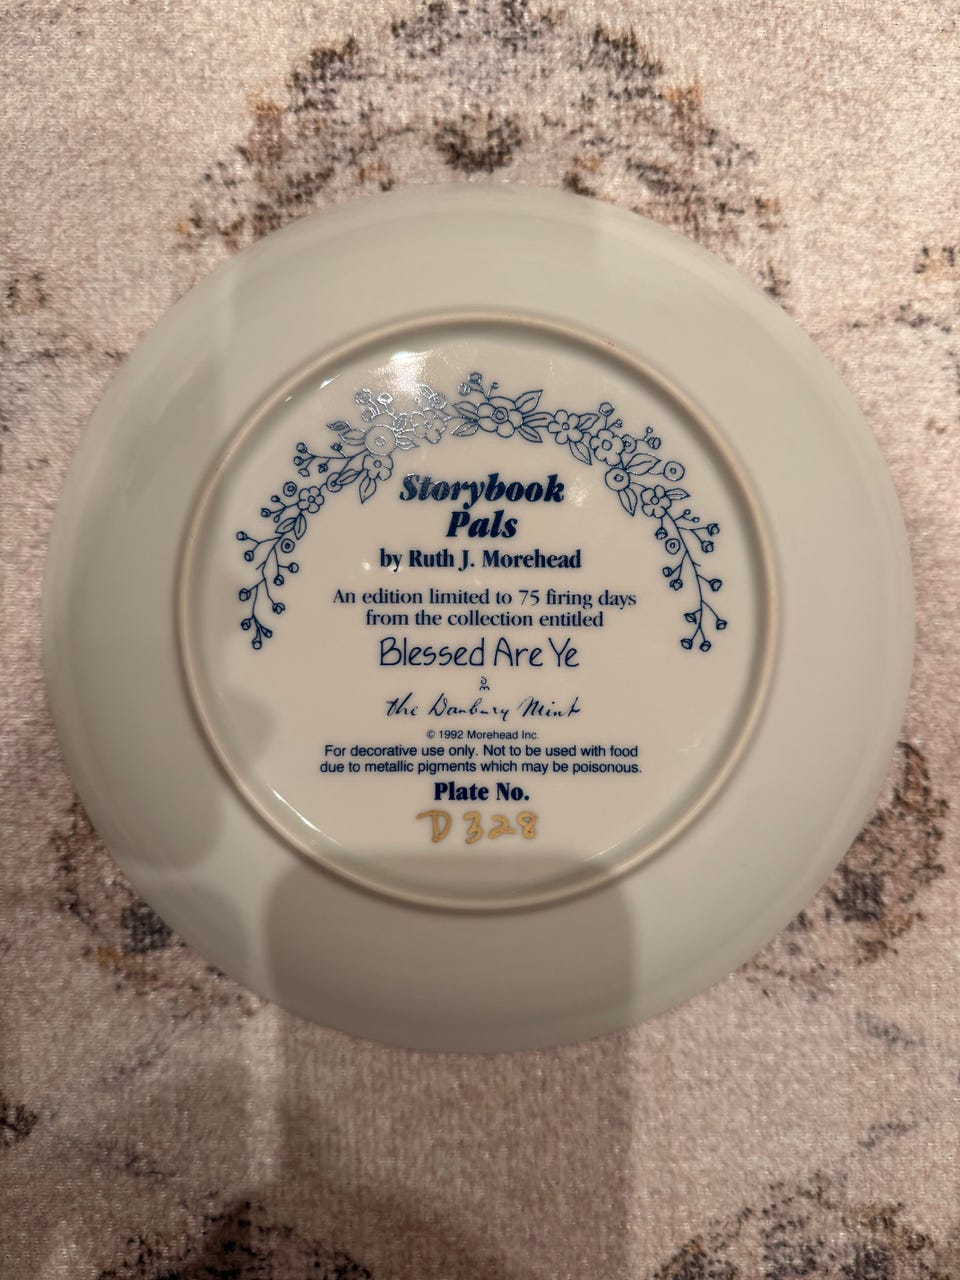 Storybook
Pals
by Ruth J. Morehead
An edition limited to 75 firing days
from the collection entitled
Blessed Are Ye
DM
the Danbury Mint
© 1992 Morehead Inc.
For decorative use only. Not to be used with food
due to metallic pigments which may be poisonous.
Plate No.
D328